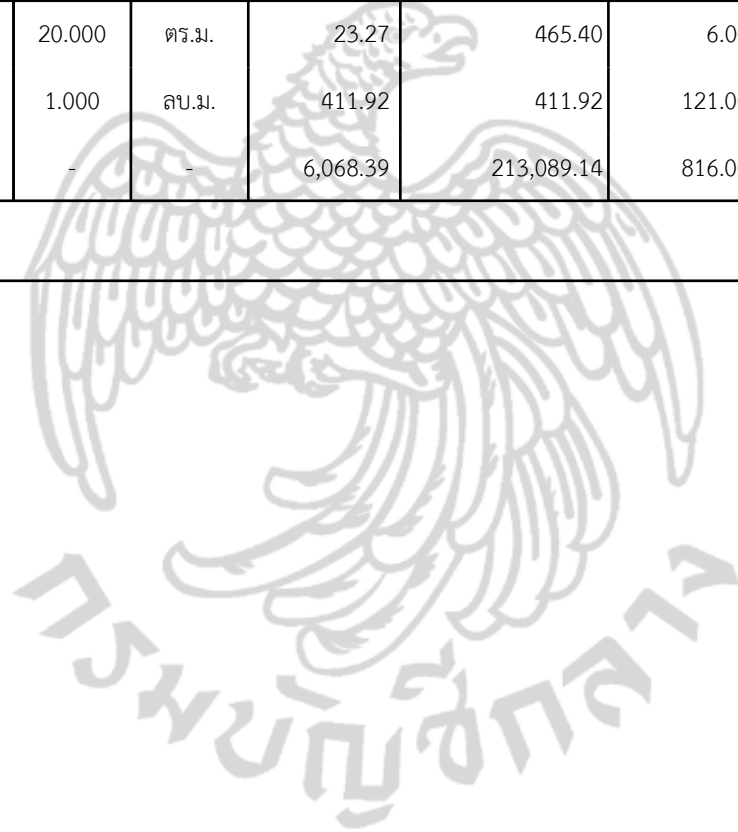 20.000 ตร.ม. 23.27 465.40 6.0
1.000 ลบ.ม. 411.92 411.92 121.0
- - 6,068.39 213,089.14 816.0
กรมบัญชีกลาง